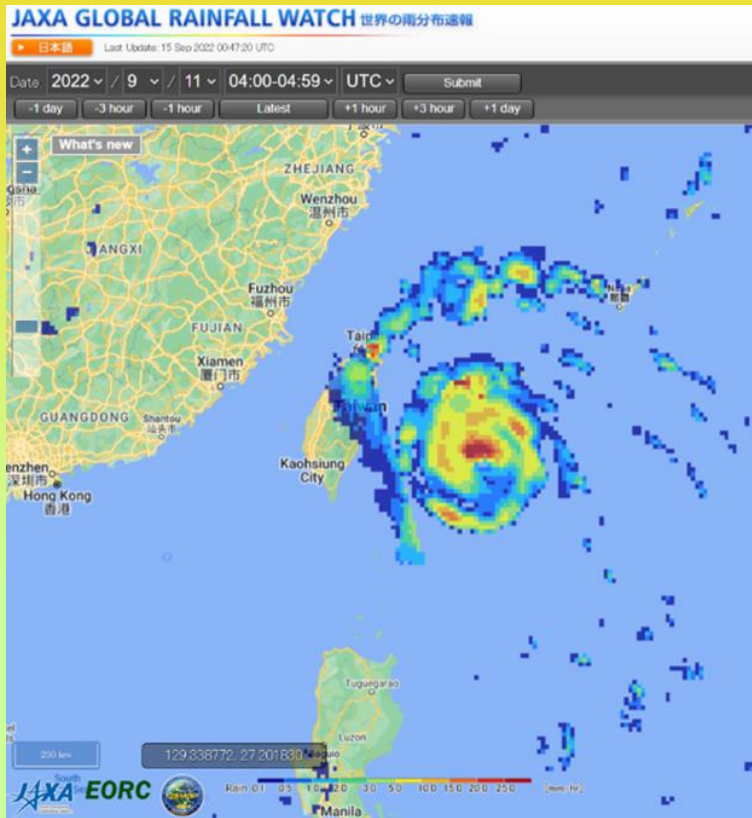 JAXA GLOBAL RAINFALL WATCH 世界の雨分布速報
日本語 Last Update: 15 Sep 2022 00:47:20 UTC
Date: 2022 / 9 / 11 04:00-04:59 UTC Submit
-1 day -3 hour -1 hour Latest +1 hour +3 hour +1 day
+
What's new
−
ZHEJIANG
Wenzhou
温州市
JIANGXI
Fuzhou
福州市
那覇
FUJIAN
Xiamen
厦门市
Taiwan
GUANGDONG
Shantou
汕头市
Kaohsiung
City
深圳市
Hong Kong
香港
Tuguegarao
Luzon
200 km
129.338772, 27.201830
South
JAXA EORC
Rain 0.1 0.5 1.0 2.0 3.0 5.0 10.0 15.0 20.0 25.0 [mm/hr]
Manila